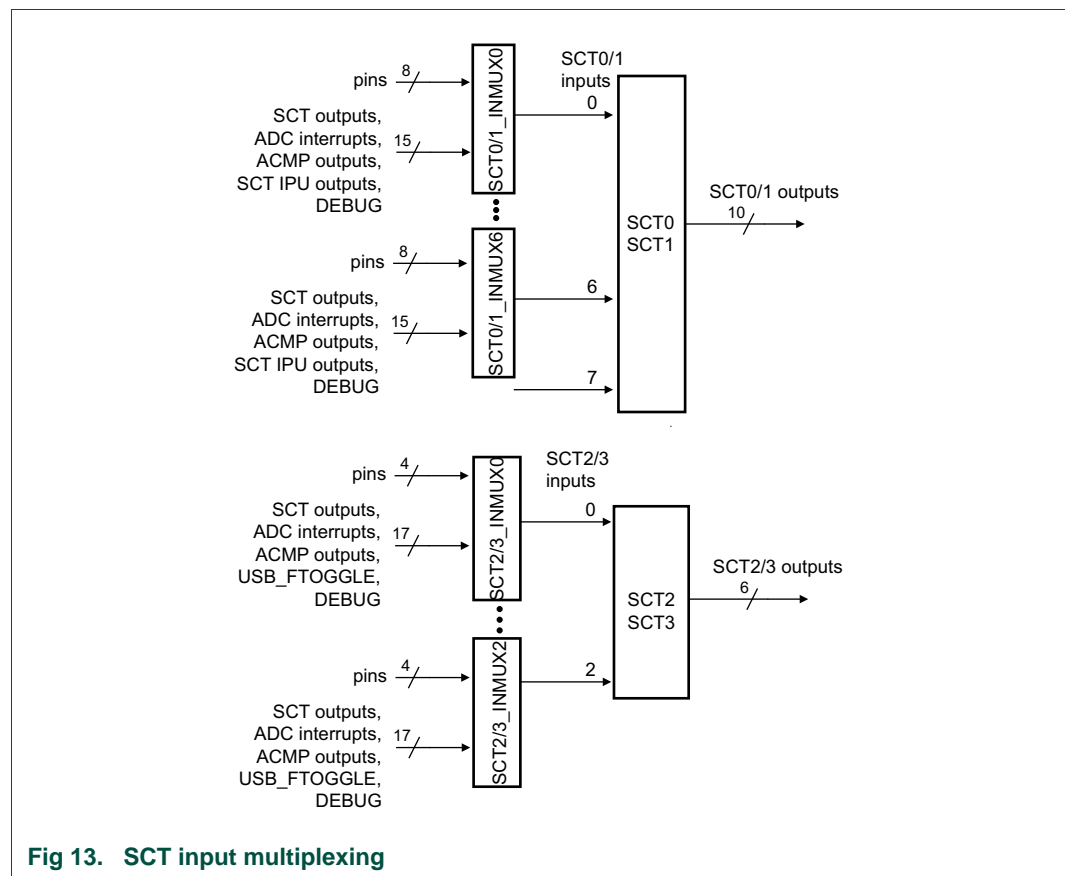 SCT0/1
inputs
pins
8
0
SCT outputs,
ADC interrupts,
ACMP outputs,
SCT IPU outputs,
DEBUG
15
SCT0/1_INMUX0
SCT0/1 outputs
10
SCT0
SCT1
pins
8
SCT outputs,
ADC interrupts,
ACMP outputs,
SCT IPU outputs,
DEBUG
15
SCT0/1_INMUX6
6
7
SCT2/3
inputs
pins
4
0
SCT outputs,
ADC interrupts,
ACMP outputs,
USB_FTOGGLE,
DEBUG
17
SCT2/3_INMUX0
SCT2/3 outputs
6
SCT2
SCT3
pins
4
2
SCT outputs,
ADC interrupts,
ACMP outputs,
USB_FTOGGLE,
DEBUG
17
SCT2/3_INMUX2
Fig 13. SCT input multiplexing